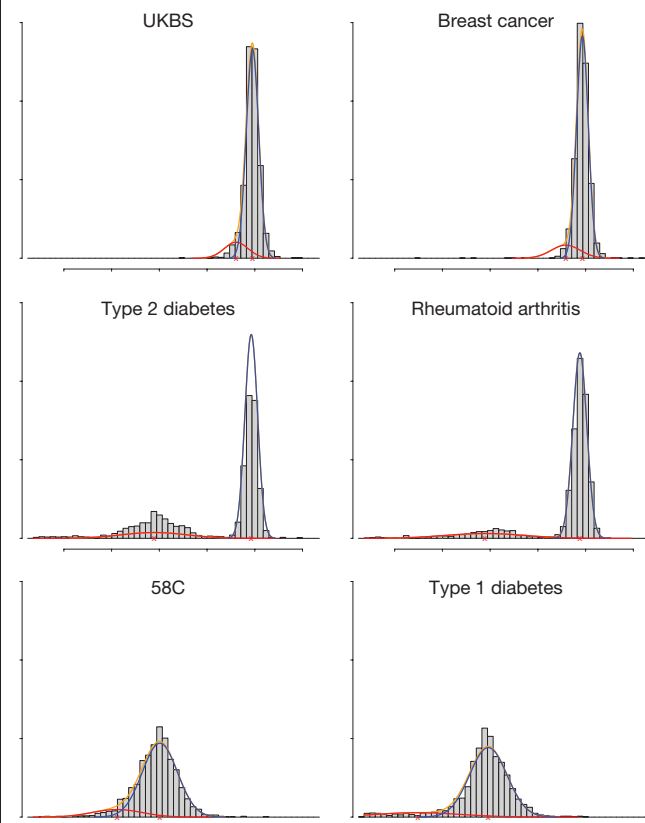 UKBS
Breast cancer
Type 2 diabetes
Rheumatoid arthritis
58C
Type 1 diabetes